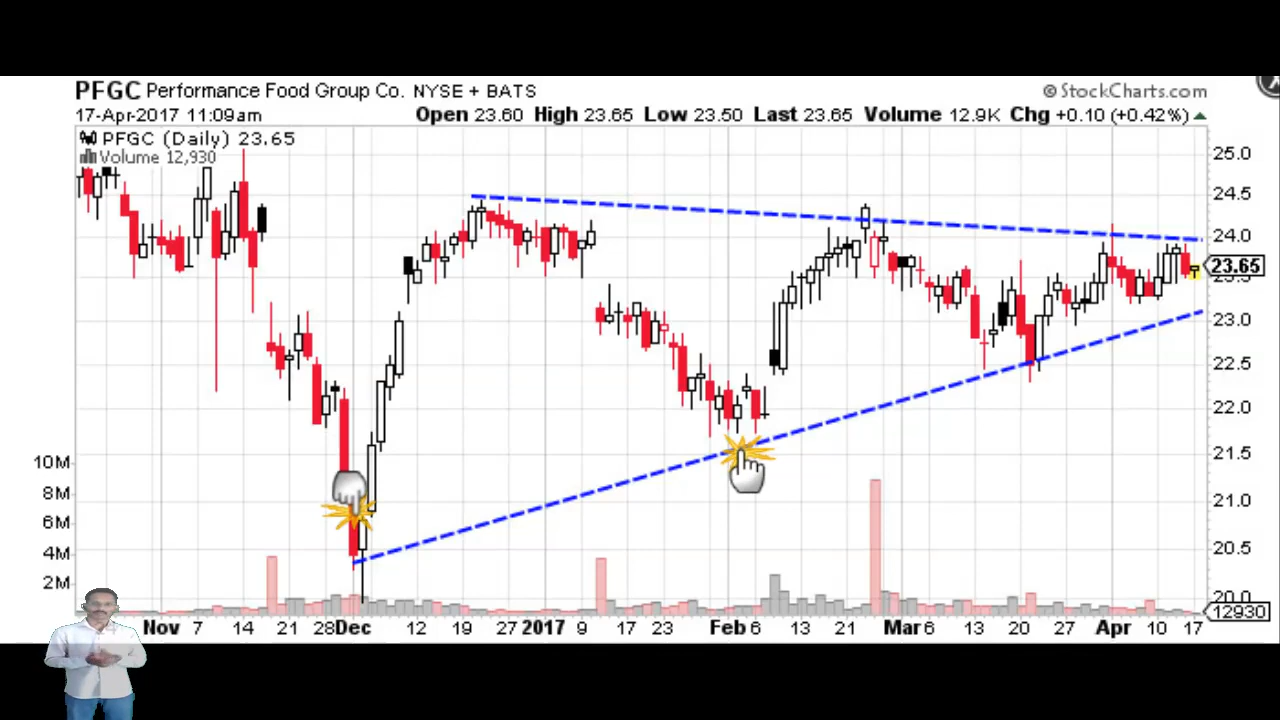 PFGC Performance Food Group Co. NYSE + BATS © StockCharts.com
17-Apr-2017 11:09am Open 23.60 High 23.65 Low 23.50 Last 23.65 Volume 12.9K Chg +0.10 (+0.42%)
PFGC (Daily) 23.65
Volume 12,930
25.0
24.5
24.0
23.65
23.5
23.0
22.5
22.0
21.5
21.0
20.5
20.0
10M
8M
6M
4M
2M
12930
Nov 7 14 21 28 Dec 12 19 27 2017 9 17 23 Feb 6 13 21 Mar 6 13 20 27 Apr 10 17